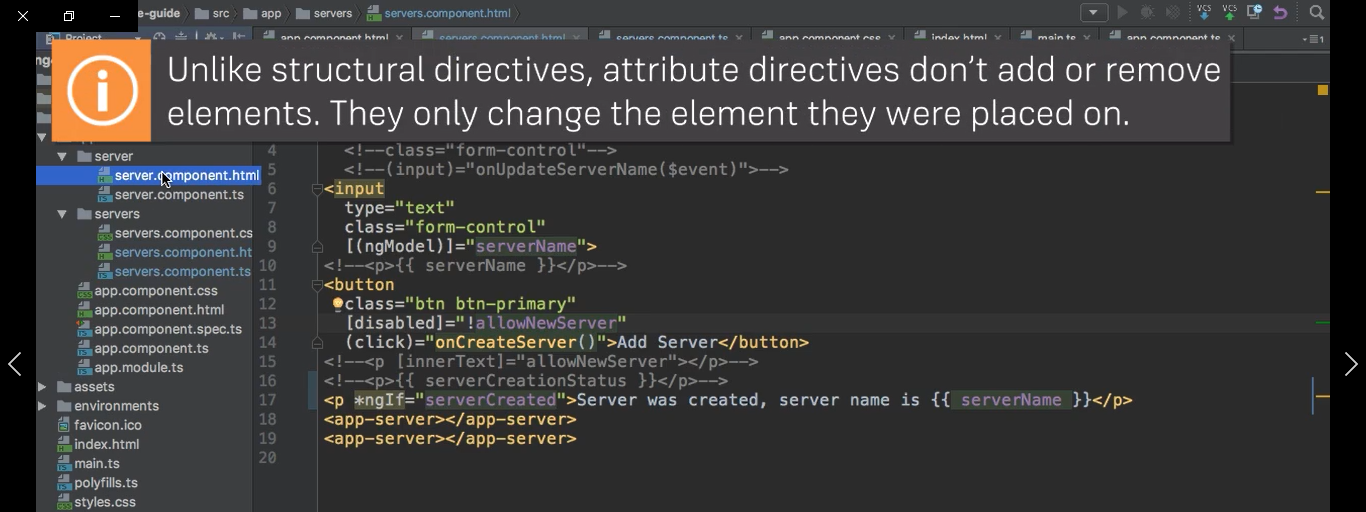 e-guide src app servers servers.component.html
Project app.component.html servers.component.html servers.component.ts app.component.css index.html main.ts app.component.ts
Unlike structural directives, attribute directives don't add or remove
elements. They only change the element they were placed on.
server
server.component.html
server.component.ts
servers
servers.component.cs
servers.component.ht
servers.component.ts
app.component.css
app.component.html
app.component.spec.ts
app.component.ts
app.module.ts
assets
environments
favicon.ico
index.html
main.ts
polyfills.ts
styles.css
4 <!--class="form-control"-->
5 <!--(input)="onUpdateServerName($event)">-->
6 <input
7 type="text"
8 class="form-control"
9 [(ngModel)]="serverName">
10 <!--<p>{{ serverName }}</p>-->
11 <button
12 class="btn btn-primary"
13 [disabled]="!allowNewServer"
14 (click)="onCreateServer()">Add Server</button>
15 <!--<p [innerText]="allowNewServer"></p>-->
16 <!--<p>{{ serverCreationStatus }}</p>-->
17 <p *ngIf="serverCreated">Server was created, server name is {{ serverName }}</p>
18 <app-server></app-server>
19 <app-server></app-server>
20